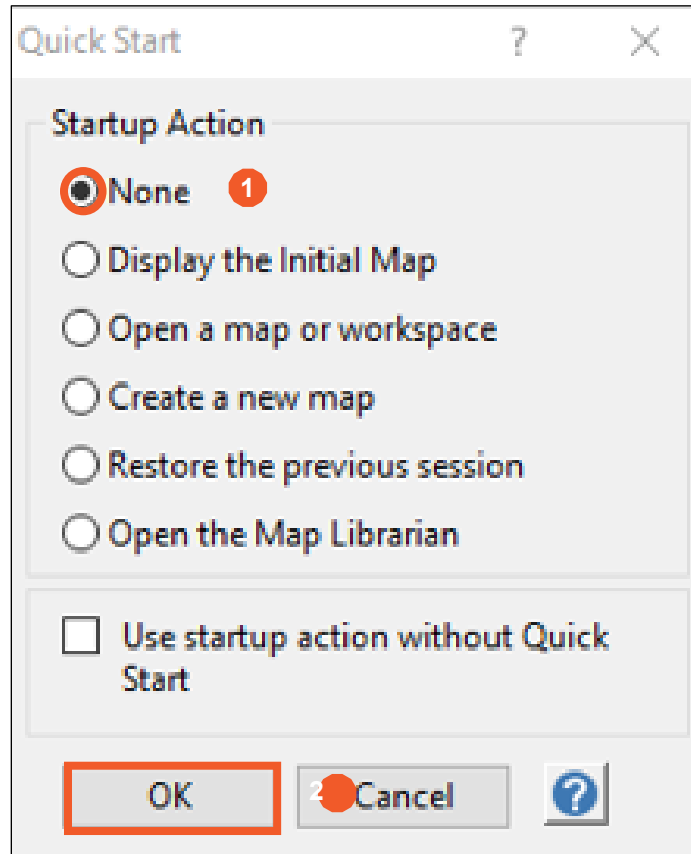 Quick Start ?
Startup Action
None 1
Display the Initial Map
Open a map or workspace
Create a new map
Restore the previous session
Open the Map Librarian
Use startup action without Quick
Start
OK 2 Cancel ?